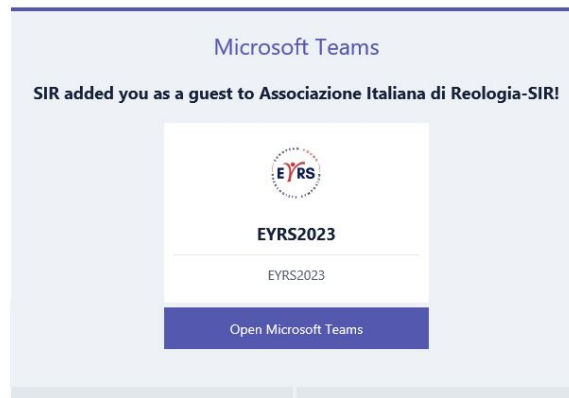 Microsoft Teams
SIR added you as a guest to Associazione Italiana di Reologia-SIR!
EYRS
EYRS2023
EYRS2023
Open Microsoft Teams